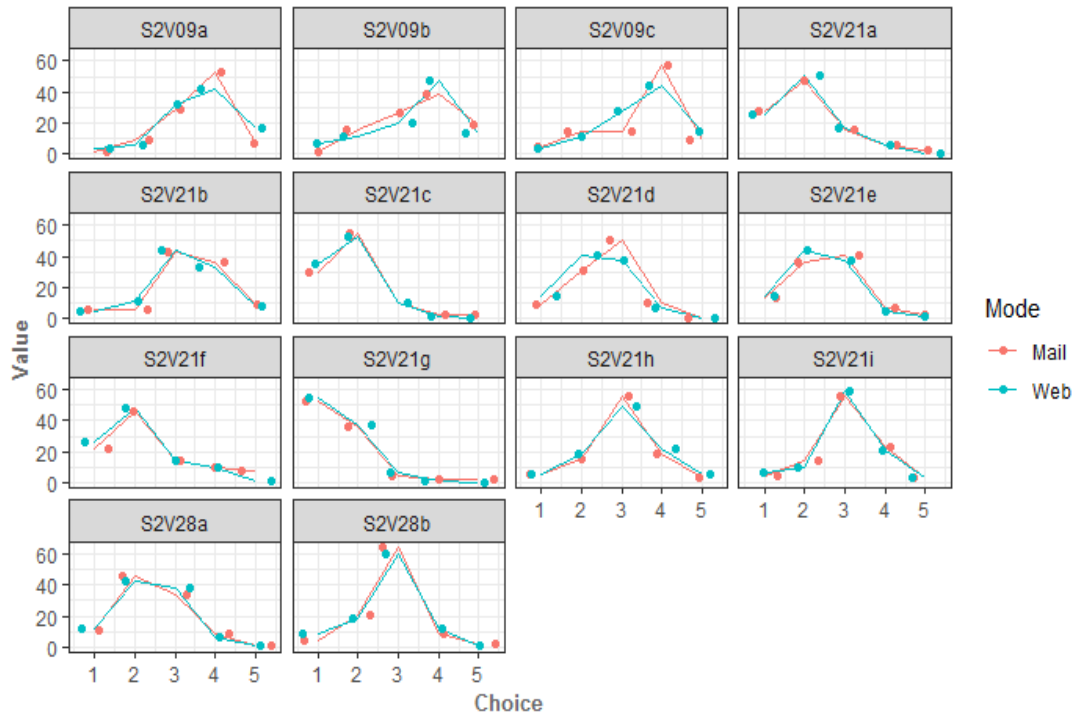 S2V09a S2V09b S2V09c S2V21a
60
40
20
0
S2V21b S2V21c S2V21d S2V21e
60
40
20
0
S2V21f S2V21g S2V21h S2V21i
60
40
20
0
1 2 3 4 5 1 2 3 4 5
S2V28a S2V28b
60
40
20
0
1 2 3 4 5 1 2 3 4 5
Value
Choice
Mode
Mail
Web